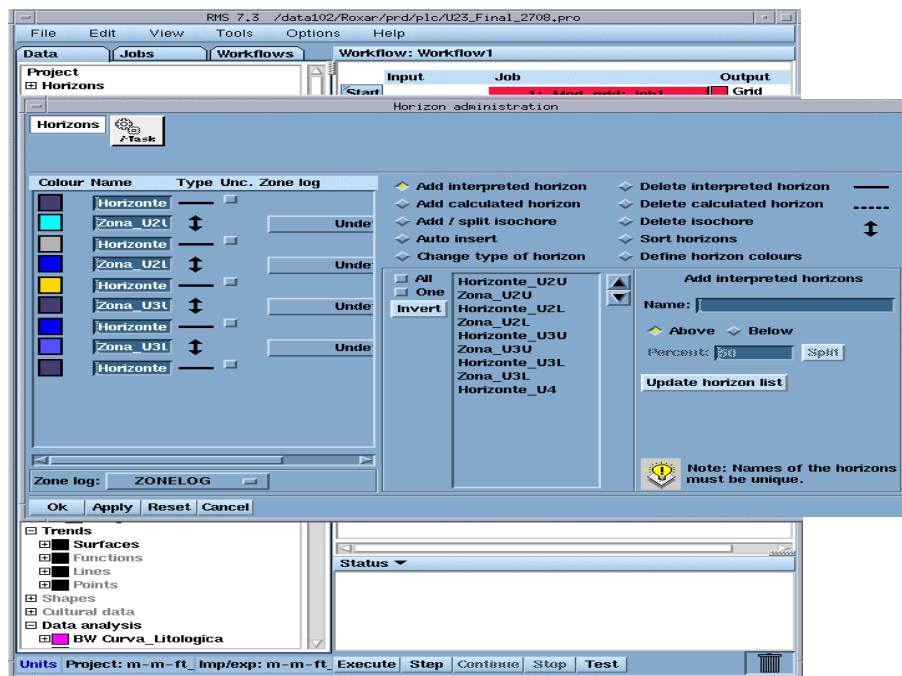 RMS 7.3 /data102/Roxar/prd/plc/U23_Final_2708.pro
File Edit View Tools Options Help
Data Jobs Workflows Workflow: Workflow1
Project
Horizons
Input Job Output
Start 1: Mod_grid: Job1 Grid
Horizon administration
Horizons
i-Task
Colour Name Type Unc. Zone log
Horizonte
Zona_U2U Unde
Horizonte
Zona_U2L Unde
Horizonte
Zona_U3U Unde
Horizonte
Zona_U3L Unde
Horizonte
Zone log: ZONELOG
Add interpreted horizon
Add calculated horizon
Add / split isochore
Auto insert
Change type of horizon
Delete interpreted horizon
Delete calculated horizon
Delete isochore
Sort horizons
Define horizon colours
All
One
Invert
Horizonte_U2U
Zona_U2U
Horizonte_U2L
Zona_U2L
Horizonte_U3U
Zona_U3U
Horizonte_U3L
Zona_U3L
Horizonte_U4
Add interpreted horizons
Name:
Above Below
Percent: 50 Split
Update horizon list
Note: Names of the horizons
must be unique.
Ok Apply Reset Cancel
Trends
Surfaces
Functions
Lines
Points
Shapes
Cultural data
Data analysis
BW Curva_Litologica
Status
Units Project: m-m-ft_ Imp/exp: m-m-ft_ Execute Step Continue Stop Test